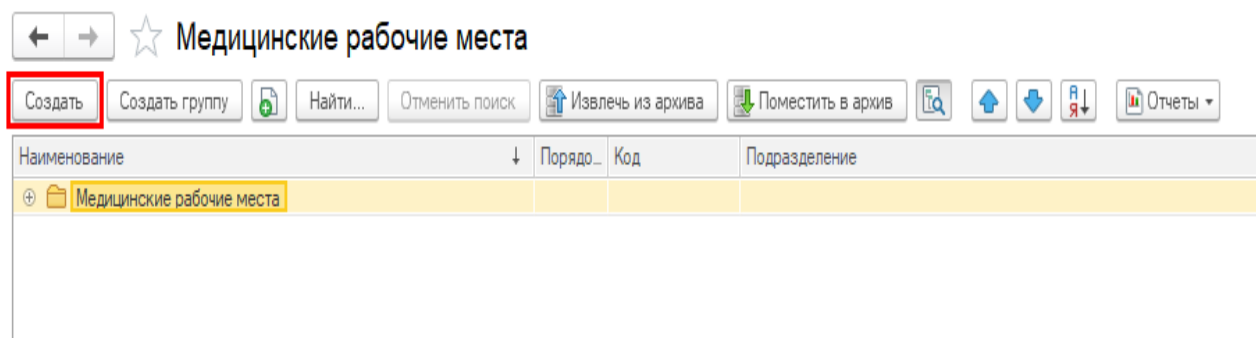 Медицинские рабочие места
Создать Создать группу Найти... Отменить поиск Извлечь из архива Поместить в архив А Я Отчеты
Наименование ↓ Порядо... Код Подразделение
Медицинские рабочие места